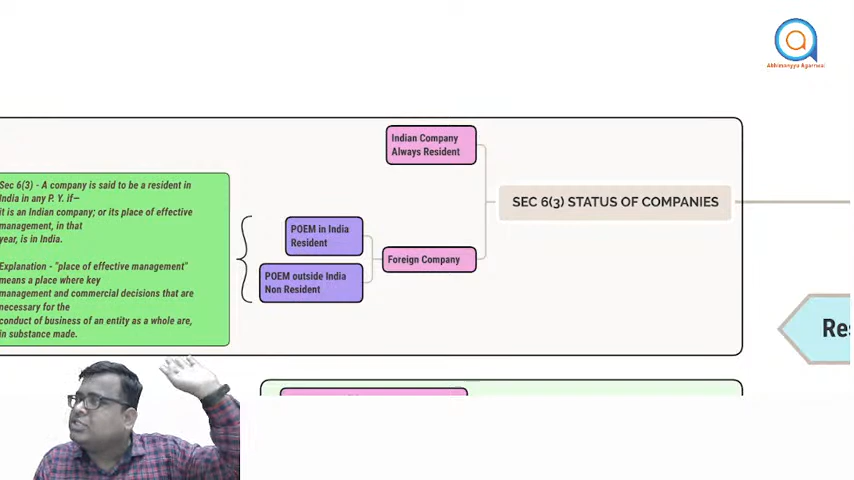 Abhimanyyu Agarrwal
Indian Company
Always Resident
SEC 6(3) STATUS OF COMPANIES
Sec 6(3) - A company is said to be a resident in
India in any P. Y. if—
it is an Indian company; or its place of effective
management, in that
year, is in India.
Explanation - "place of effective management"
means a place where key
management and commercial decisions that are
necessary for the
conduct of business of an entity as a whole are,
in substance made.
POEM in India
Resident
POEM outside India
Non Resident
Foreign Company